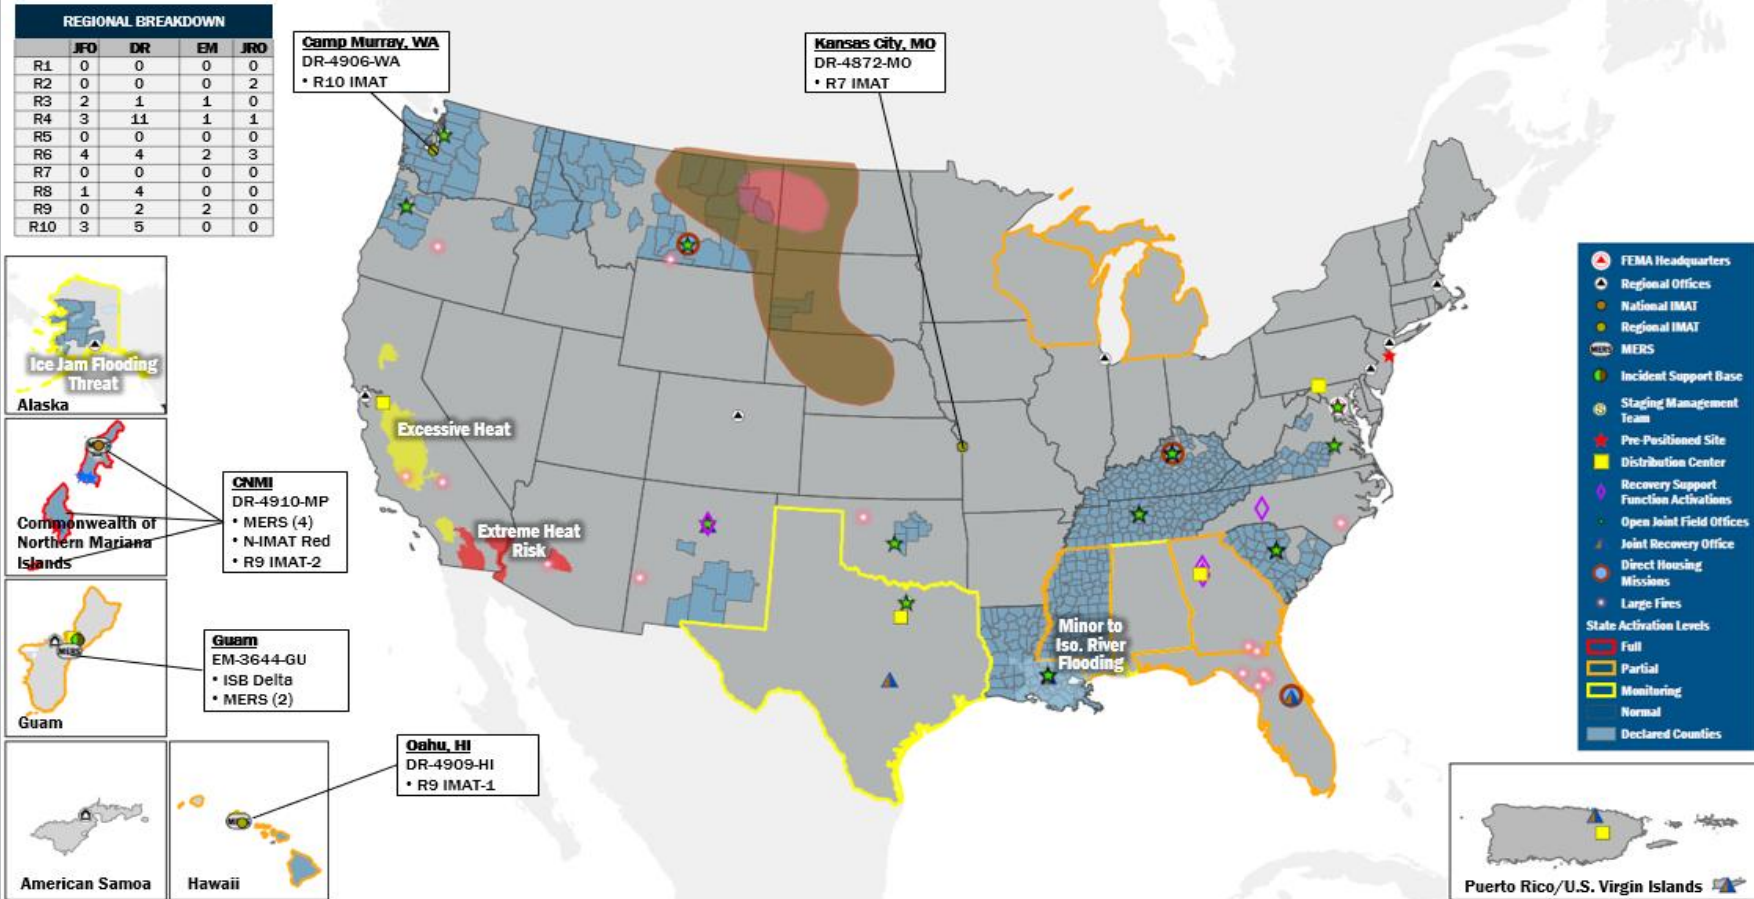 REGIONAL BREAKDOWN
JFO DR EM JRO
R1 0 0 0 0
R2 0 0 0 2
R3 2 1 1 0
R4 3 11 1 1
R5 0 0 0 0
R6 4 4 2 3
R7 0 0 0 0
R8 1 4 0 0
R9 0 2 2 0
R10 3 5 0 0
Camp Murray, WA
DR-4906-WA
• R10 IMAT
Kansas City, MO
DR-4872-MO
• R7 IMAT
Ice Jam Flooding
Threat
Alaska
Commonwealth of
Northern Mariana
Islands
CNMI
DR-4910-MP
• MERS (4)
• N-IMAT Red
• R9 IMAT-2
MERS
Guam
Guam
EM-3644-GU
• ISB Delta
• MERS (2)
American Samoa
Hawaii
Oahu, HI
DR-4909-HI
• R9 IMAT-1
Excessive Heat
Extreme Heat
Risk
Minor to
Iso. River
Flooding
FEMA Headquarters
Regional Offices
National IMAT
Regional IMAT
MERS MERS
Incident Support Base
S Staging Management
Team
Pre-Positioned Site
Distribution Center
Recovery Support
Function Activations
Open Joint Field Offices
Joint Recovery Office
Direct Housing
Missions
Large Fires
State Activation Levels
Full
Partial
Monitoring
Normal
Declared Counties
Puerto Rico/U.S. Virgin Islands